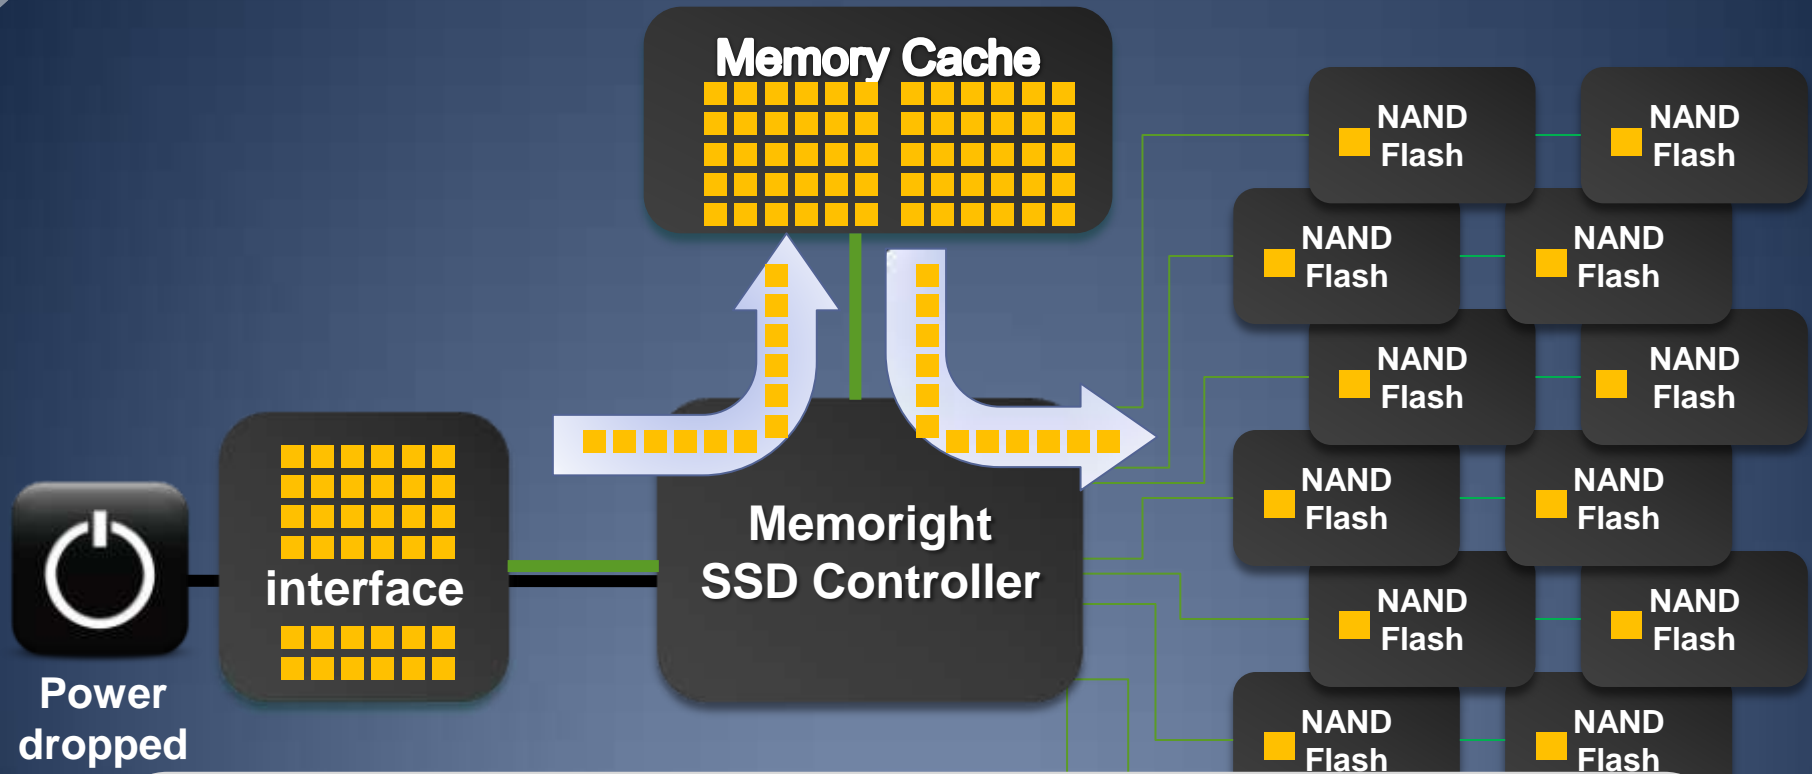 Memory Cache
NAND
Flash
NAND
Flash
NAND
Flash
NAND
Flash
NAND
Flash
NAND
Flash
NAND
Flash
NAND
Flash
NAND
Flash
NAND
Flash
NAND
Flash
NAND
Flash
Memoright
SSD Controller
interface
Power
dropped